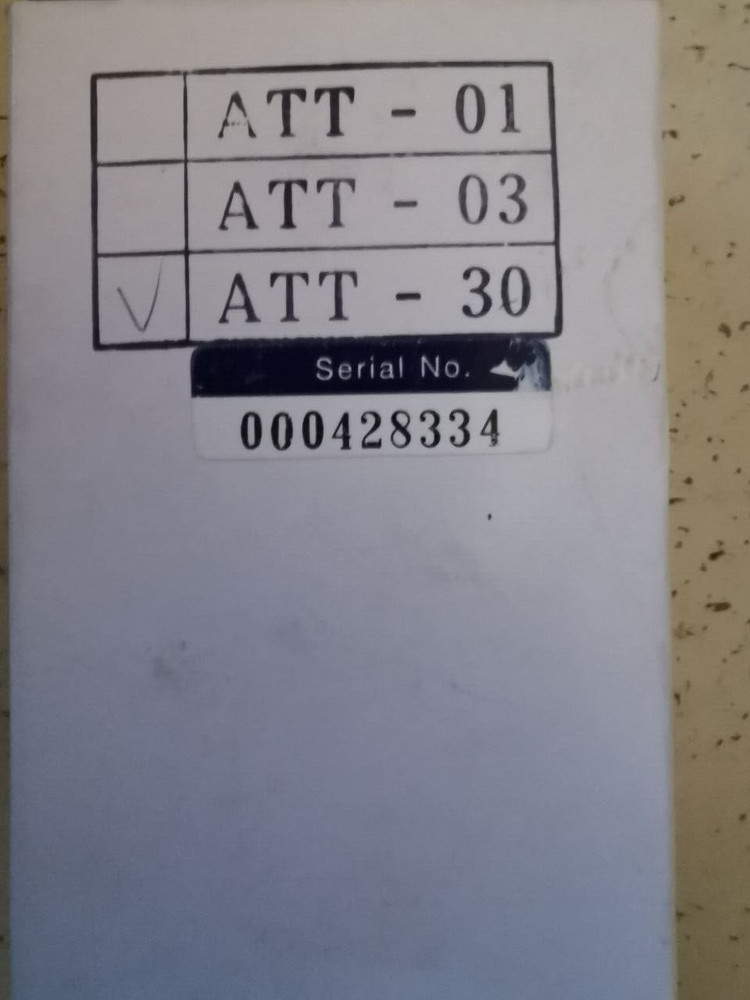 ATT - 01
ATT - 03
V ATT - 30
Serial No.
000428334